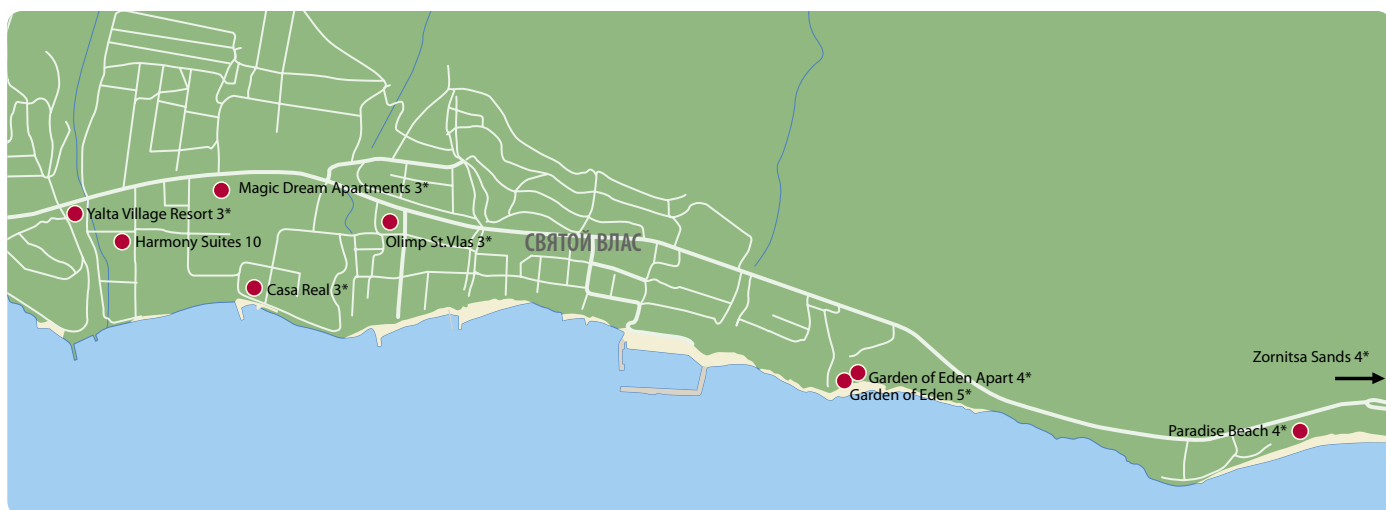 Magic Dream Apartments 3*
Yalta Village Resort 3*
Harmony Suites 10
Olimp St.Vlas 3*
СВЯТОЙ ВЛАС
Casa Real 3*
Zornitsa Sands 4*
Garden of Eden Apart 4*
Garden of Eden 5*
Paradise Beach 4*